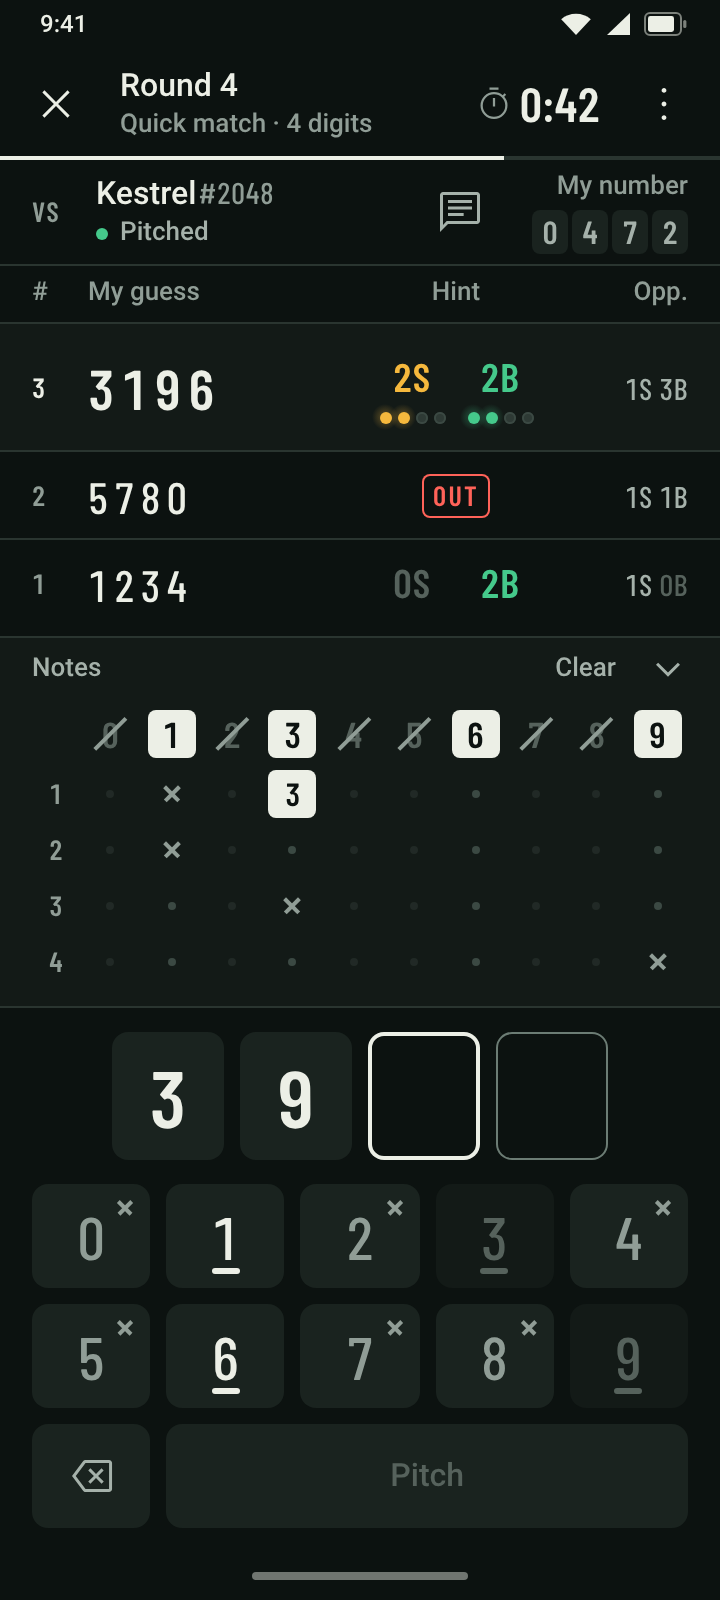 9:41
Round 4
Quick match · 4 digits
0:42
VS
Kestrel#2048
Pitched
My number
0 4 7 2
# My guess Hint Opp.
3 3196 2S 2B 1S 3B
2 5780 OUT 1S 1B
1 1234 0S 2B 1S 0B
Notes Clear
0 1 2 3 4 5 6 7 8 9
1 × 3
2 ×
3 ×
4 ×
3 9
0 × 1 2 × 3 4 ×
5 × 6 7 × 8 × 9
Pitch